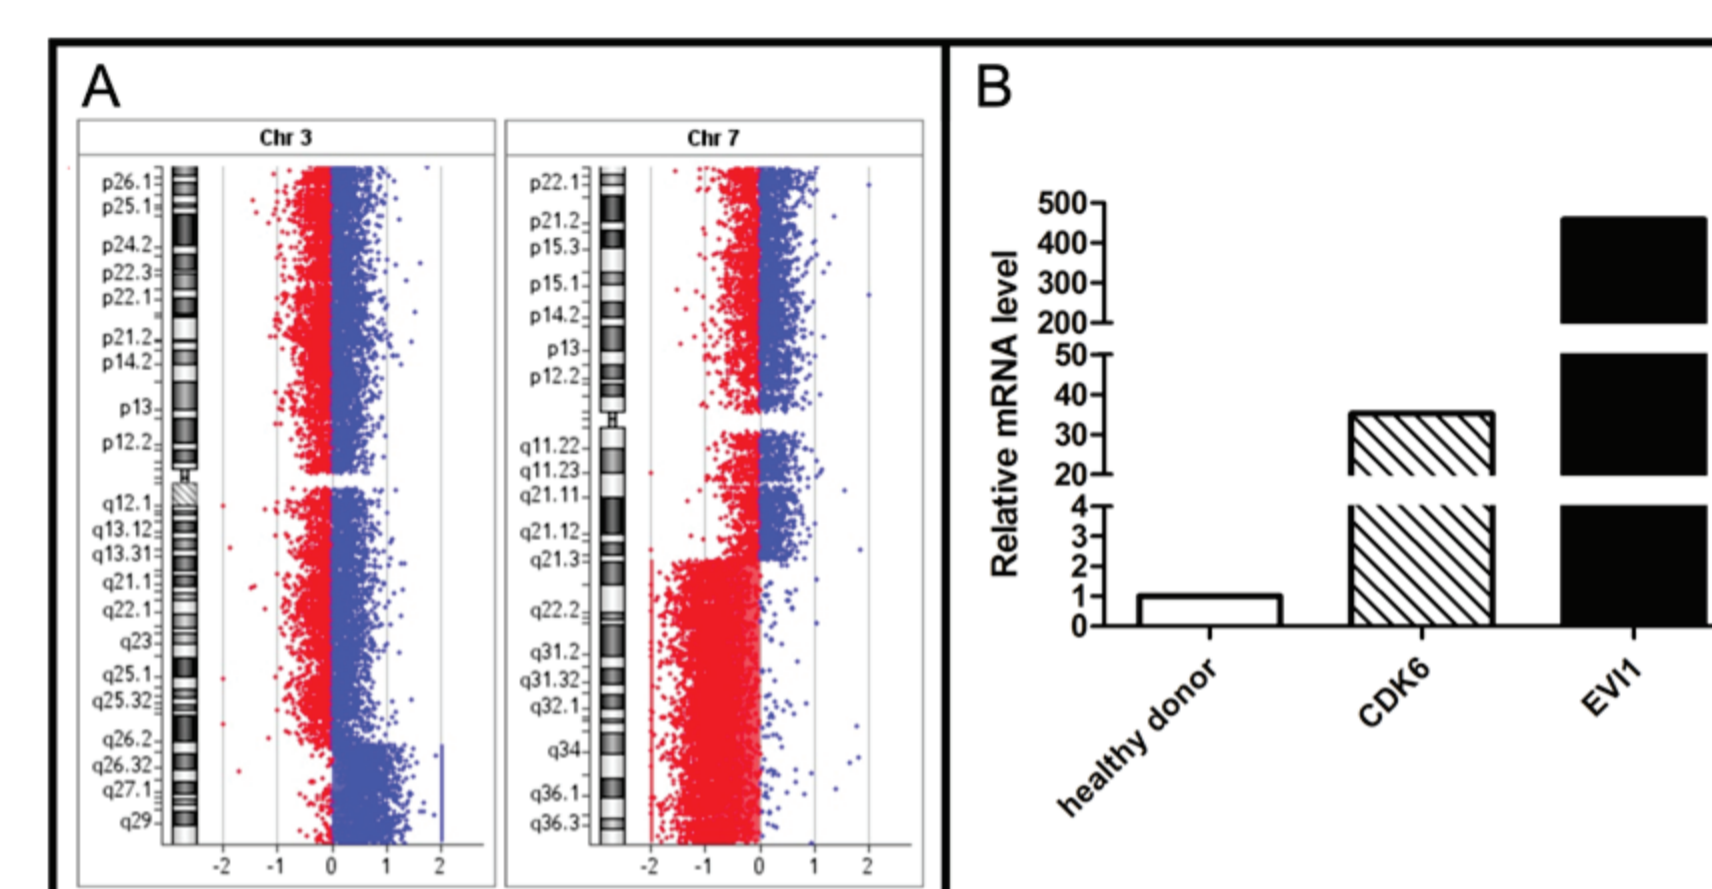 A
Chr 3
p26.1
p25.1
p24.2
p22.3
p22.1
p21.2
p14.2
p13
p12.2
q12.1
q13.12
q13.31
q21.1
q22.1
q23
q25.1
q25.32
q26.2
q26.32
q27.1
q29
-2 -1 0 1 2
Chr 7
p22.1
p21.2
p15.3
p15.1
p14.2
p13
p12.2
q11.22
q11.23
q21.11
q21.12
q21.3
q22.2
q31.2
q31.32
q32.1
q34
q36.1
q36.3
-2 -1 0 1 2
B
Relative mRNA level
500
400
300
200
50
40
30
20
4
3
2
1
0
healthy donor
CDK6
EVI1